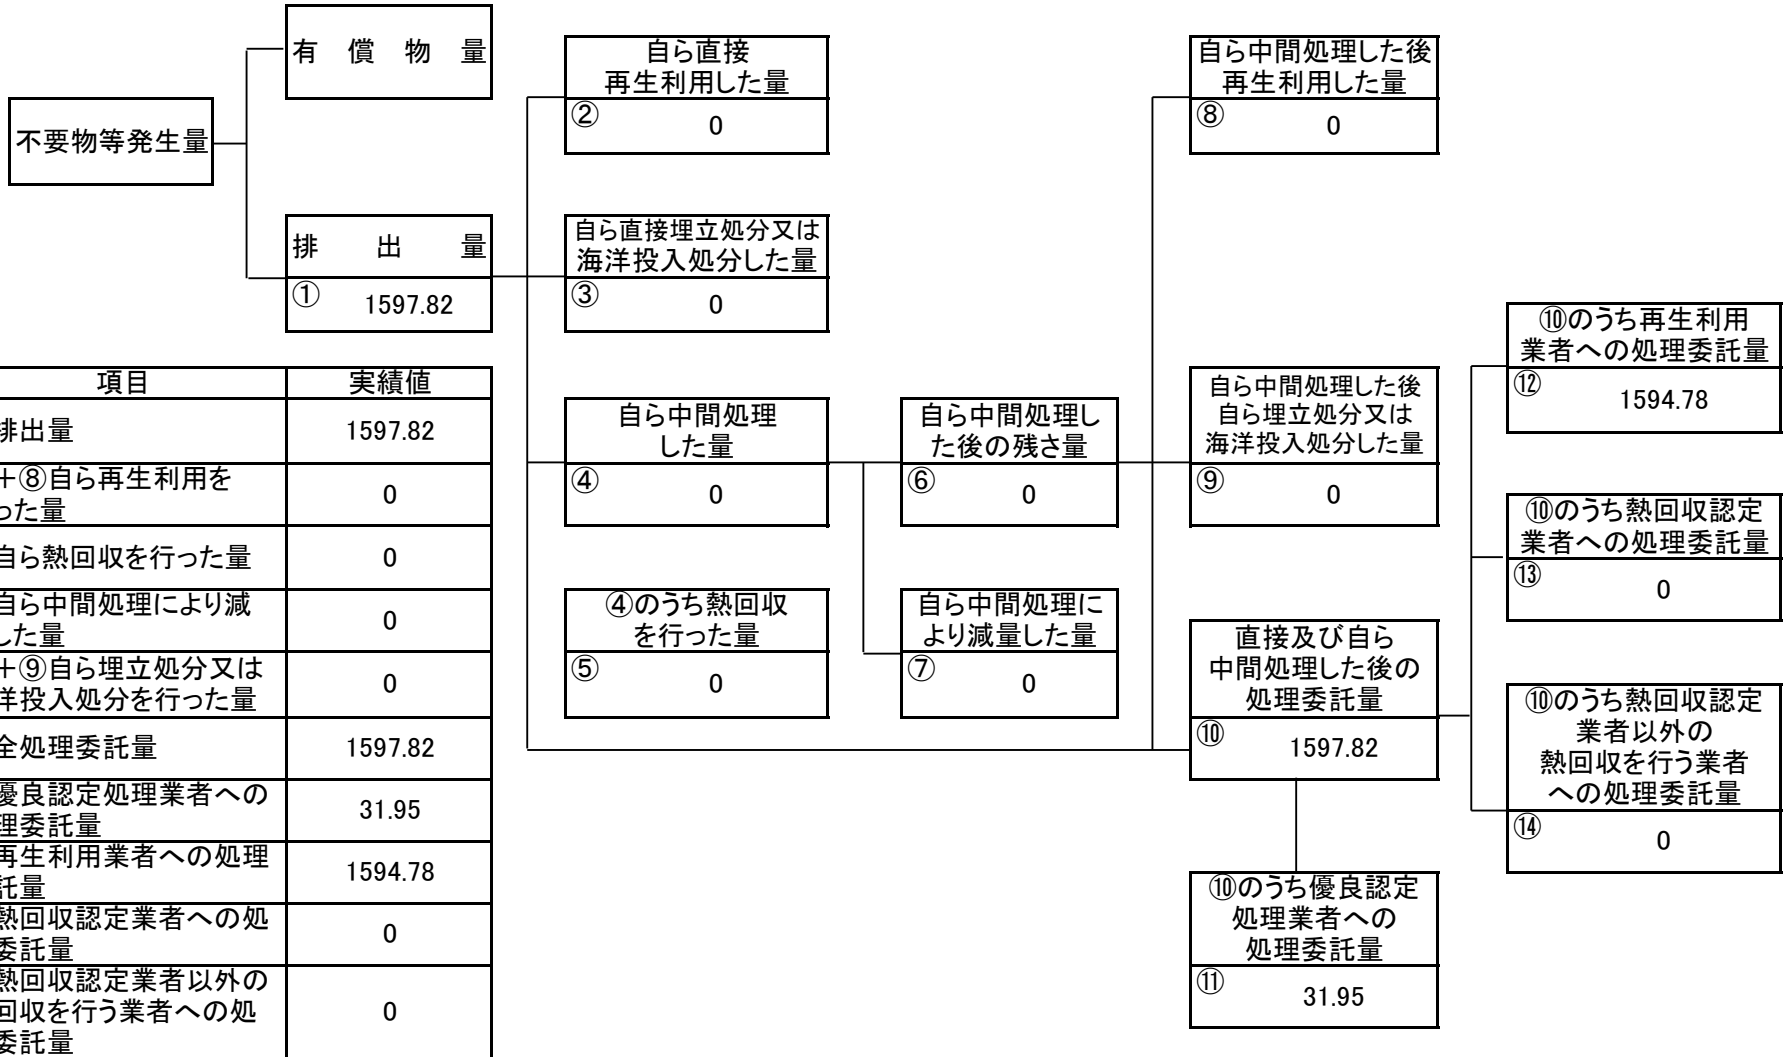 有　償　物　量
不要物等発生量
排　出　量
① 1597.82
自ら直接
再生利用した量
② 0
自ら直接埋立処分又は
海洋投入処分した量
③ 0
自ら中間処理
した量
④ 0
④のうち熱回収
を行った量
⑤ 0
自ら中間処理し
た後の残さ量
⑥ 0
自ら中間処理に
より減量した量
⑦ 0
自ら中間処理した後
再生利用した量
⑧ 0
自ら中間処理した後
自ら埋立処分又は
海洋投入処分した量
⑨ 0
直接及び自ら
中間処理した後の
処理委託量
⑩ 1597.82
⑩のうち優良認定
処理業者への
処理委託量
⑪ 31.95
⑩のうち再生利用
業者への処理委託量
⑫ 1594.78
⑩のうち熱回収認定
業者への処理委託量
⑬ 0
⑩のうち熱回収認定
業者以外の
熱回収を行う業者
への処理委託量
⑭ 0
項目 実績値
排出量 1597.82
+⑧自ら再生利用を
った量 0
自ら熱回収を行った量 0
自ら中間処理により減
した量 0
+⑨自ら埋立処分又は
洋投入処分を行った量 0
全処理委託量 1597.82
優良認定処理業者への
理委託量 31.95
再生利用業者への処理
託量 1594.78
熱回収認定業者への処
委託量 0
熱回収認定業者以外の
回収を行う業者への処
委託量 0